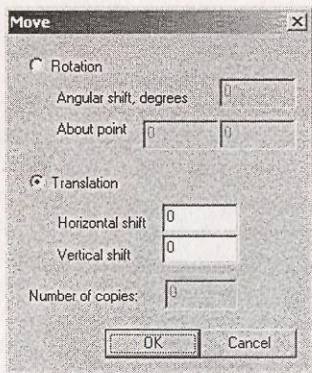 Move
Rotation
Angular shift, degrees 0
About point 0 0
Translation
Horizontal shift 0
Vertical shift 0
Number of copies: 0
OK Cancel